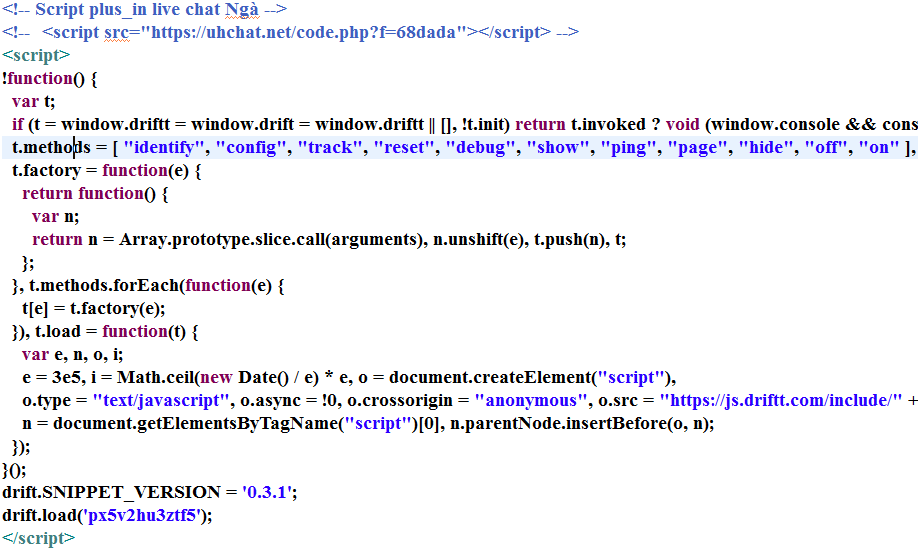 <!-- Script plus_in live chat Ngà -->
<!--   <script src="https://uhchat.net/code.php?f=68dada"></script> -->
<script>
!function() {
  var t;
  if (t = window.driftt = window.drift = window.driftt || [], !t.init) return t.invoked ? void (window.console && cons
  t.methods = [ "identify", "config", "track", "reset", "debug", "show", "ping", "page", "hide", "off", "on" ],
  t.factory = function(e) {
    return function() {
      var n;
      return n = Array.prototype.slice.call(arguments), n.unshift(e), t.push(n), t;
    };
  }, t.methods.forEach(function(e) {
    t[e] = t.factory(e);
  }), t.load = function(t) {
    var e, n, o, i;
    e = 3e5, i = Math.ceil(new Date() / e) * e, o = document.createElement("script"),
    o.type = "text/javascript", o.async = !0, o.crossorigin = "anonymous", o.src = "https://js.driftt.com/include/" +
    n = document.getElementsByTagName("script")[0], n.parentNode.insertBefore(o, n);
  });
}();
drift.SNIPPET_VERSION = '0.3.1';
drift.load('px5v2hu3ztf5');
</script>